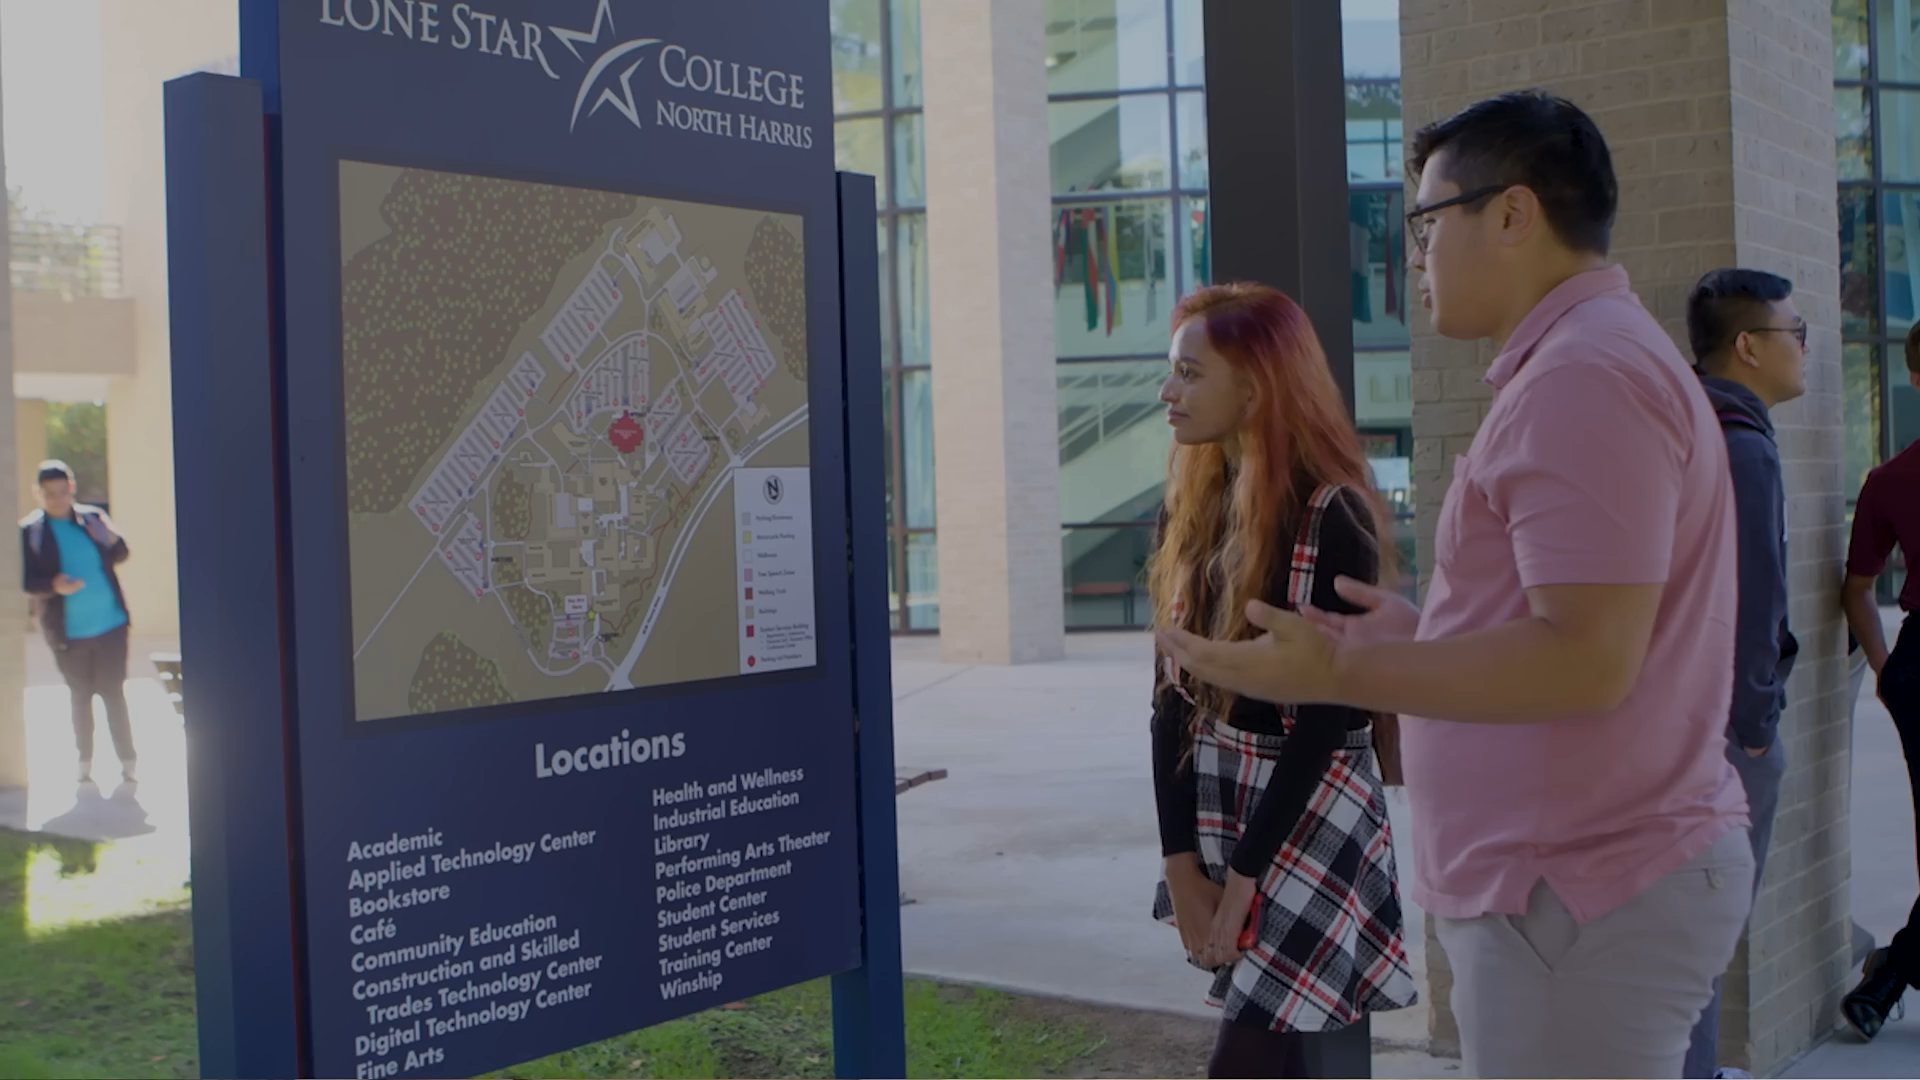 LONE STAR COLLEGE
NORTH HARRIS
N
Locations
Academic
Applied Technology Center
Bookstore
Café
Community Education
Construction and Skilled
Trades Technology Center
Digital Technology Center
Fine Arts
Health and Wellness
Industrial Education
Library
Performing Arts Theater
Police Department
Student Center
Student Services
Training Center
Winship